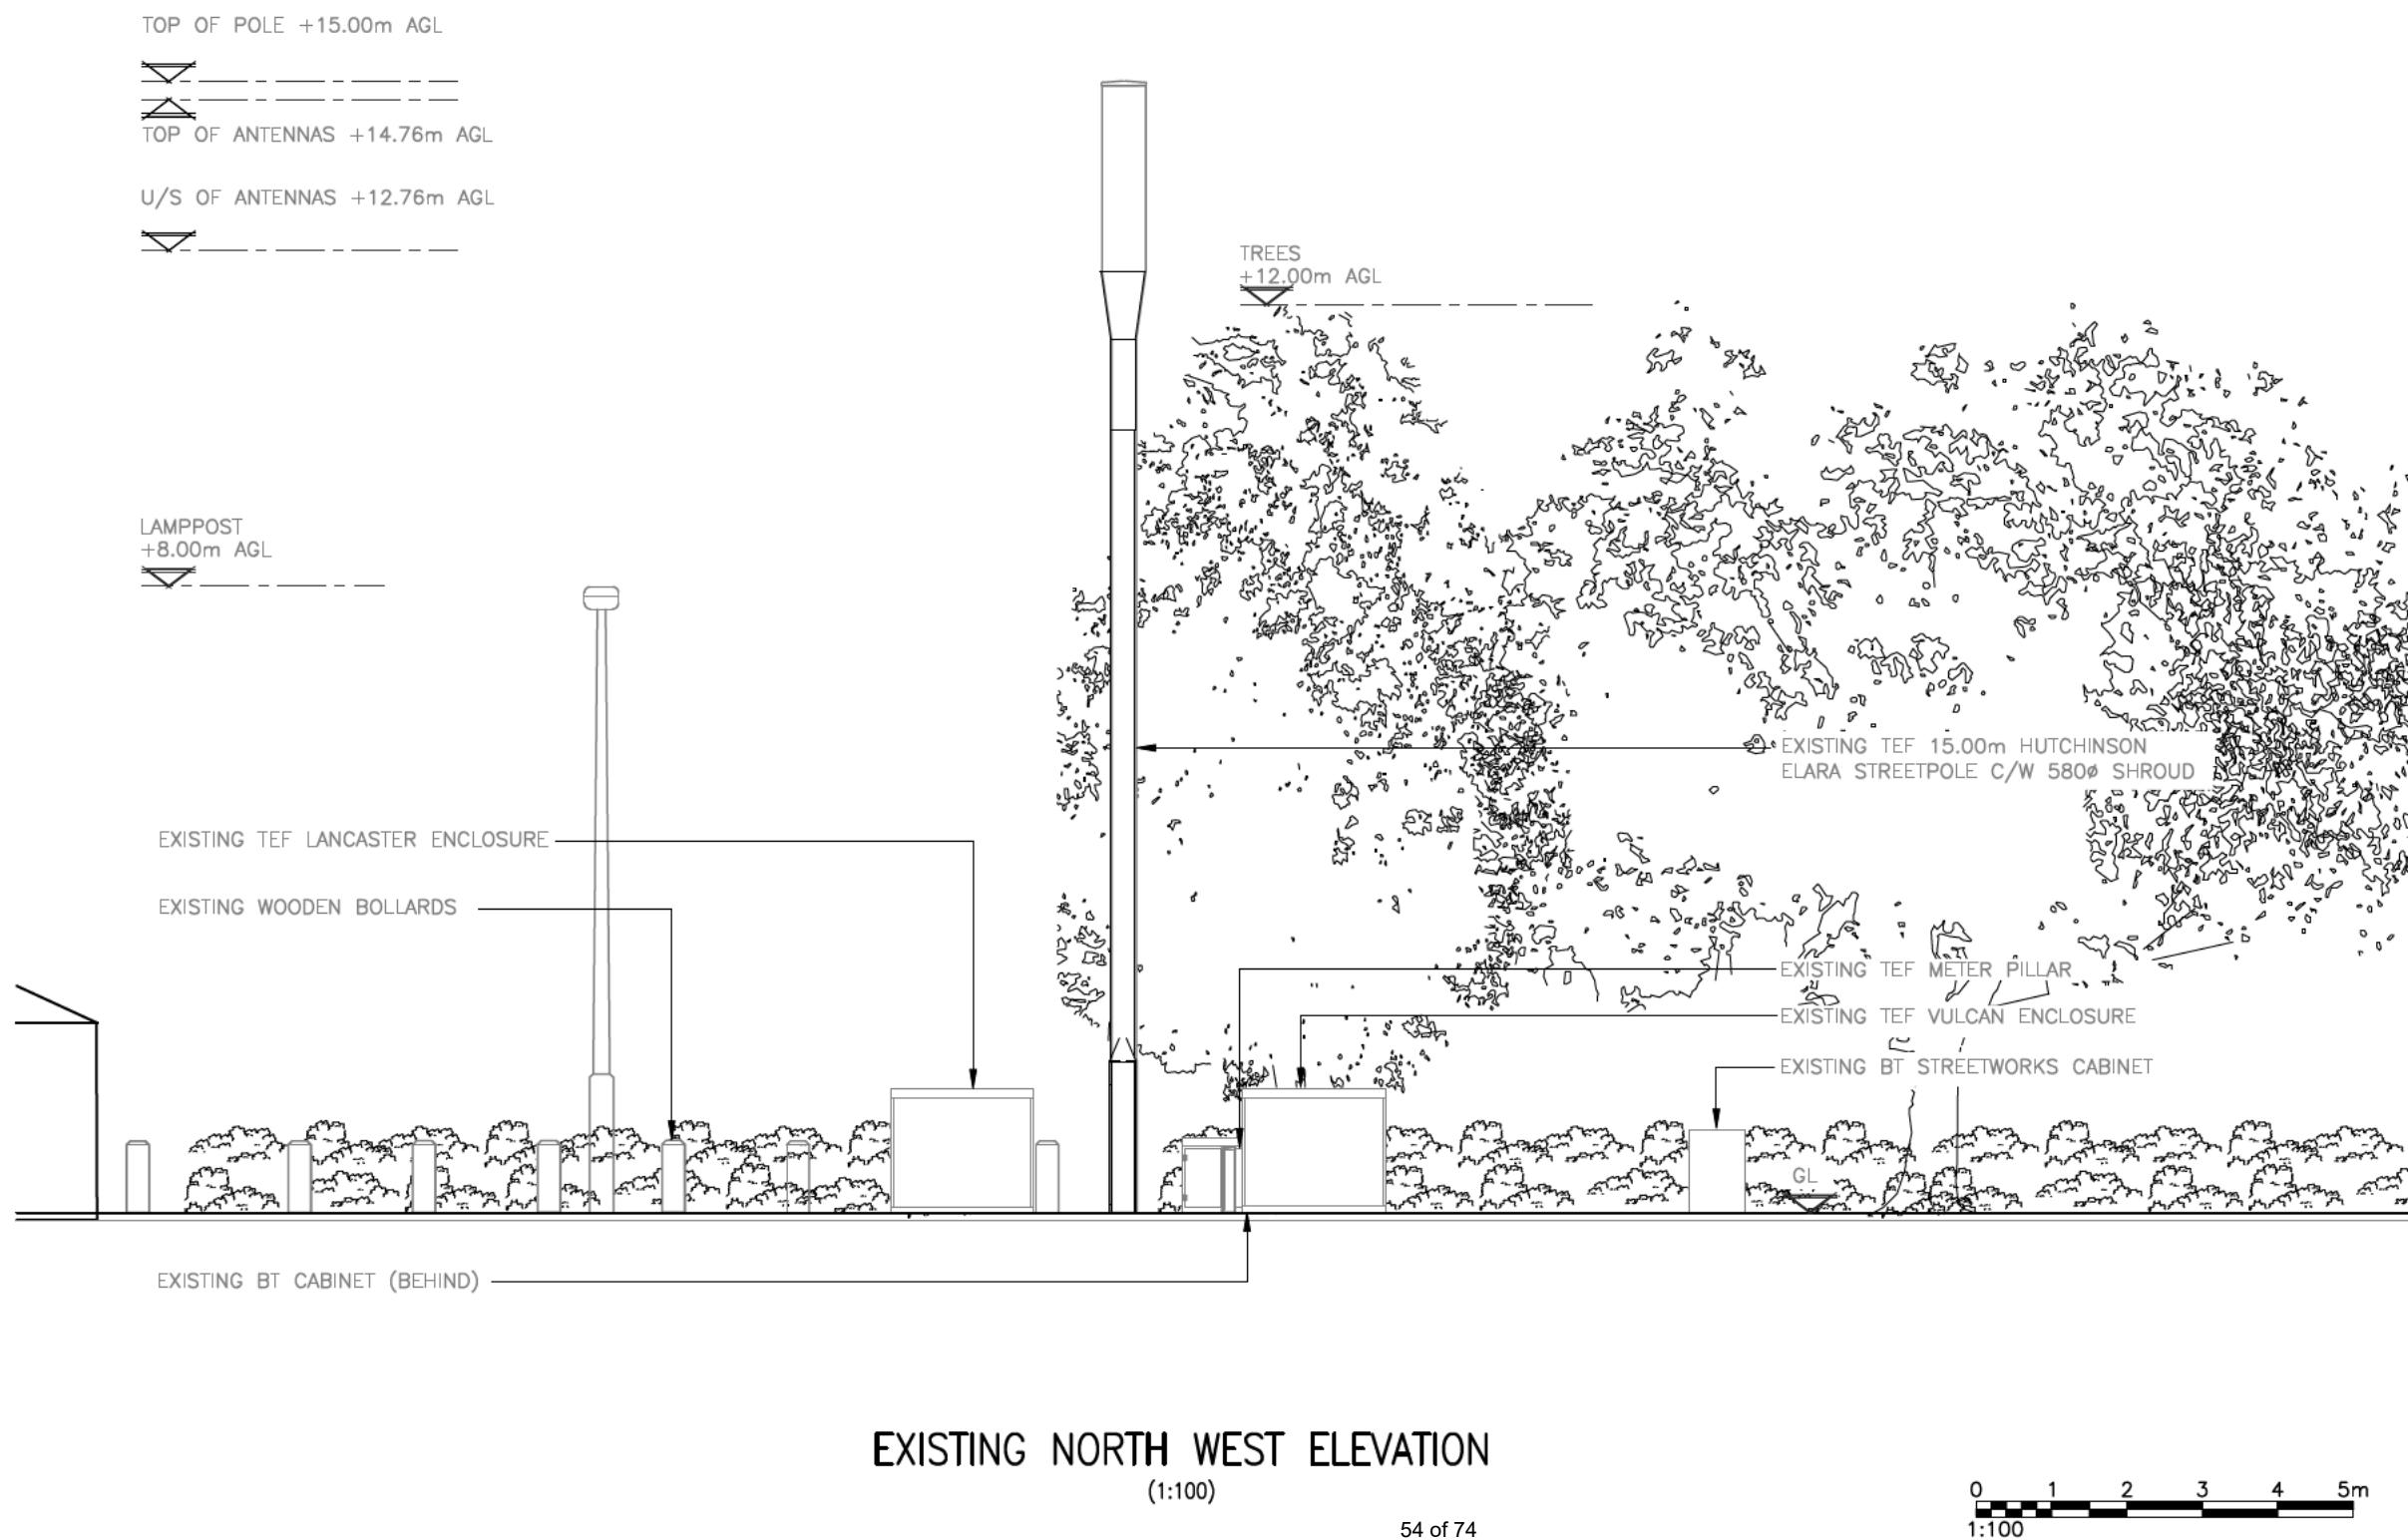 TOP OF POLE +15.00m AGL
TOP OF ANTENNAS +14.76m AGL
U/S OF ANTENNAS +12.76m AGL
TREES
+12.00m AGL
LAMPPOST
+8.00m AGL
EXISTING TEF 15.00m HUTCHINSON
ELARA STREETPOLE C/W 580ø SHROUD
EXISTING TEF LANCASTER ENCLOSURE
EXISTING WOODEN BOLLARDS
EXISTING TEF METER PILLAR
EXISTING TEF VULCAN ENCLOSURE
EXISTING BT STREETWORKS CABINET
GL
EXISTING BT CABINET (BEHIND)
EXISTING NORTH WEST ELEVATION
(1:100)
0 1 2 3 4 5m
1:100
54 of 74